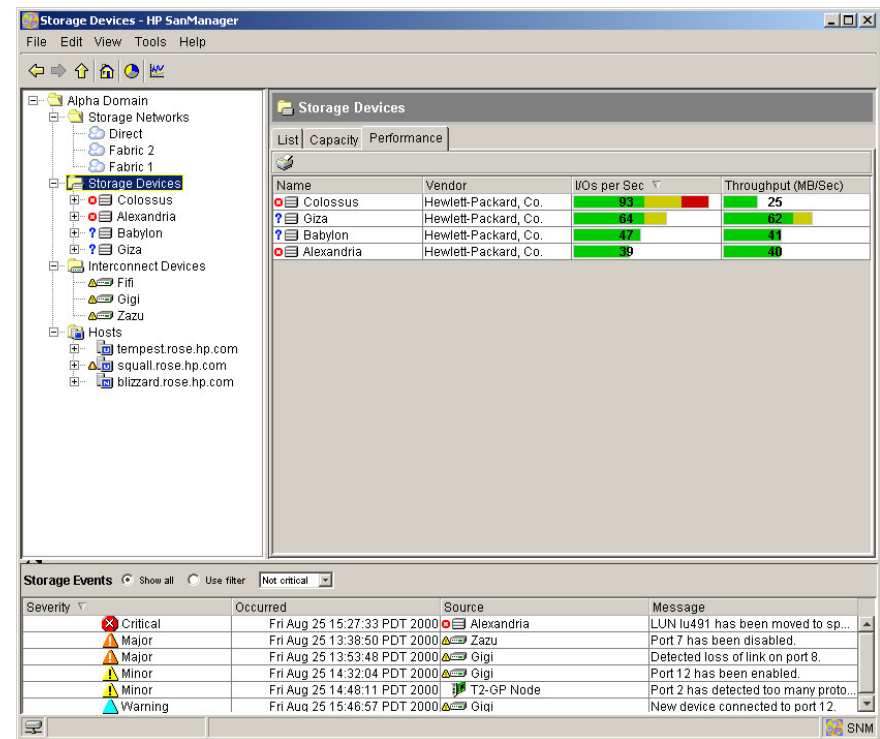 Storage Devices - HP SanManager
File Edit View Tools Help
Alpha Domain
Storage Networks
Direct
Fabric 2
Fabric 1
Storage Devices
Colossus
Alexandria
Babylon
Giza
Interconnect Devices
Fifi
Gigi
Zazu
Hosts
tempest.rose.hp.com
squall.rose.hp.com
blizzard.rose.hp.com
Storage Devices
List Capacity Performance
Name Vendor I/Os per Sec Throughput (MB/Sec)
Colossus Hewlett-Packard, Co. 93 25
Giza Hewlett-Packard, Co. 64 62
Babylon Hewlett-Packard, Co. 47 41
Alexandria Hewlett-Packard, Co. 39 40
Storage Events Show all Use filter Not critical
Severity Occurred Source Message
Critical Fri Aug 25 15:27:33 PDT 2000 Alexandria LUN lu491 has been moved to sp...
Major Fri Aug 25 13:38:50 PDT 2000 Zazu Port 7 has been disabled.
Major Fri Aug 25 13:53:48 PDT 2000 Gigi Detected loss of link on port 8.
Minor Fri Aug 25 14:32:04 PDT 2000 Gigi Port 12 has been enabled.
Minor Fri Aug 25 14:48:11 PDT 2000 T2-GP Node Port 2 has detected too many proto...
Warning Fri Aug 25 15:46:57 PDT 2000 Gigi New device connected to port 12.
SNM